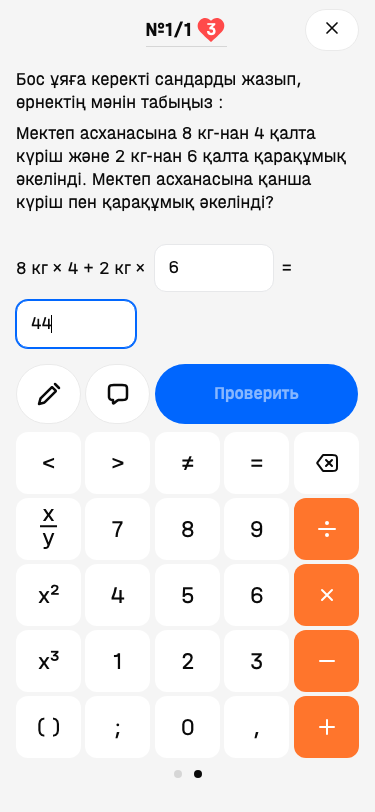 №1/1 3
Бос ұяға керекті сандарды жазып,
өрнектің мәнін табыңыз :
Мектеп асханасына 8 кг-нан 4 қалта
күріш және 2 кг-нан 6 қалта қарақұмық
әкелінді. Мектеп асханасына қанша
күріш пен қарақұмық әкелінді?
8 кг × 4 + 2 кг × 6 =
44
Проверить
< > ≠ =
x/y 7 8 9 ÷
x² 4 5 6 ×
x³ 1 2 3 −
( ) ; 0 , +